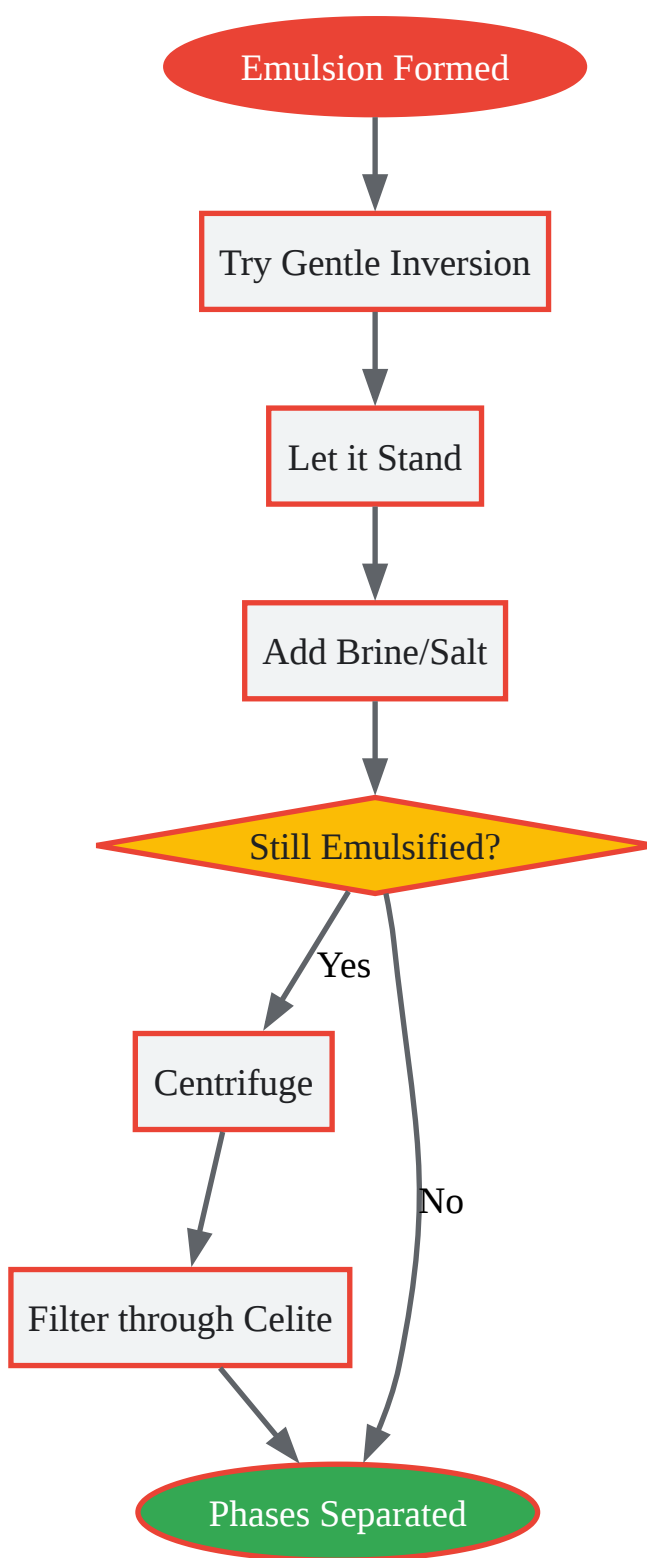 Emulsion Formed
Try Gentle Inversion
Let it Stand
Add Brine/Salt
Still Emulsified?
Yes
Centrifuge
No
Filter through Celite
Phases Separated